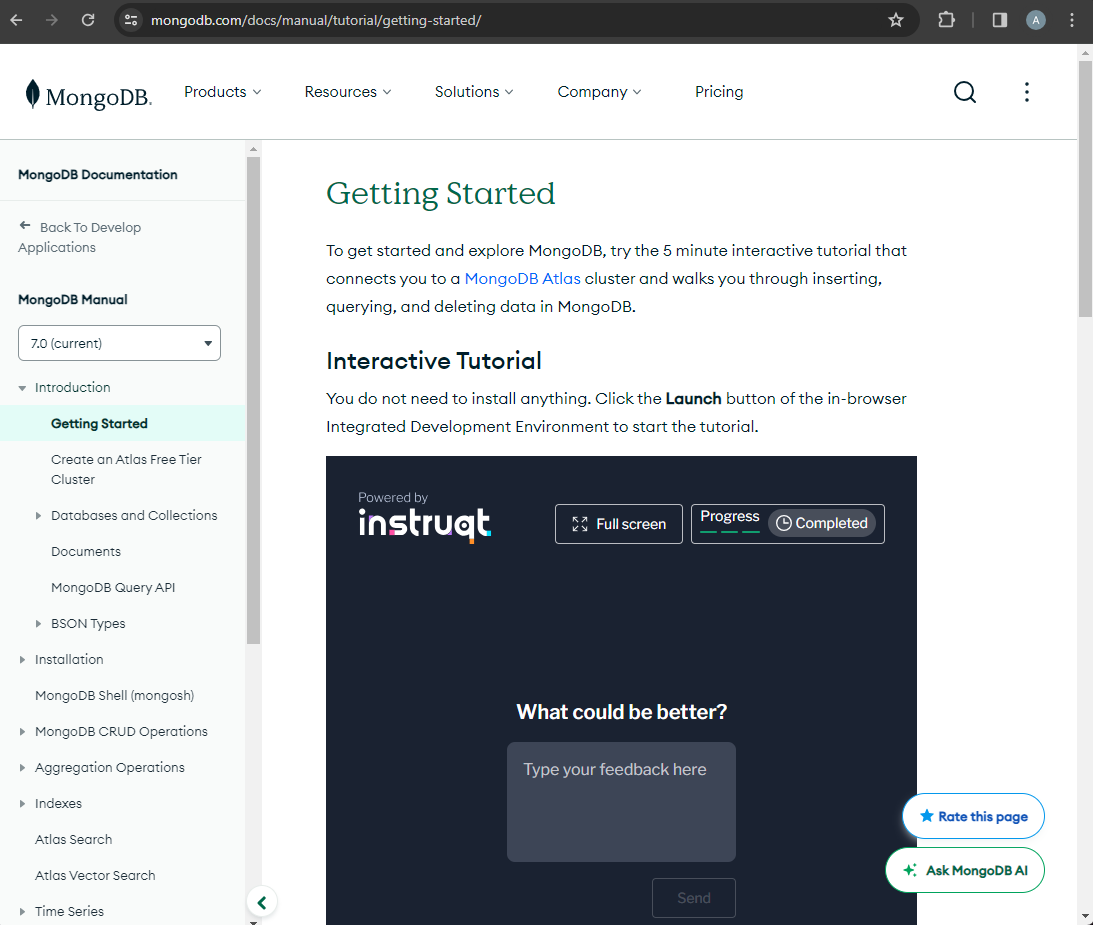 mongodb.com/docs/manual/tutorial/getting-started/
A
MongoDB.
Products
Resources
Solutions
Company
Pricing
MongoDB Documentation
Back To Develop
Applications
MongoDB Manual
7.0 (current)
Introduction
Getting Started
Create an Atlas Free Tier
Cluster
Databases and Collections
Documents
MongoDB Query API
BSON Types
Installation
MongoDB Shell (mongosh)
MongoDB CRUD Operations
Aggregation Operations
Indexes
Atlas Search
Atlas Vector Search
Time Series
Getting Started
To get started and explore MongoDB, try the 5 minute interactive tutorial that
connects you to a MongoDB Atlas cluster and walks you through inserting,
querying, and deleting data in MongoDB.
Interactive Tutorial
You do not need to install anything. Click the Launch button of the in-browser
Integrated Development Environment to start the tutorial.
Powered by
instruqt
Full screen
Progress
Completed
What could be better?
Type your feedback here
Send
Rate this page
Ask MongoDB AI